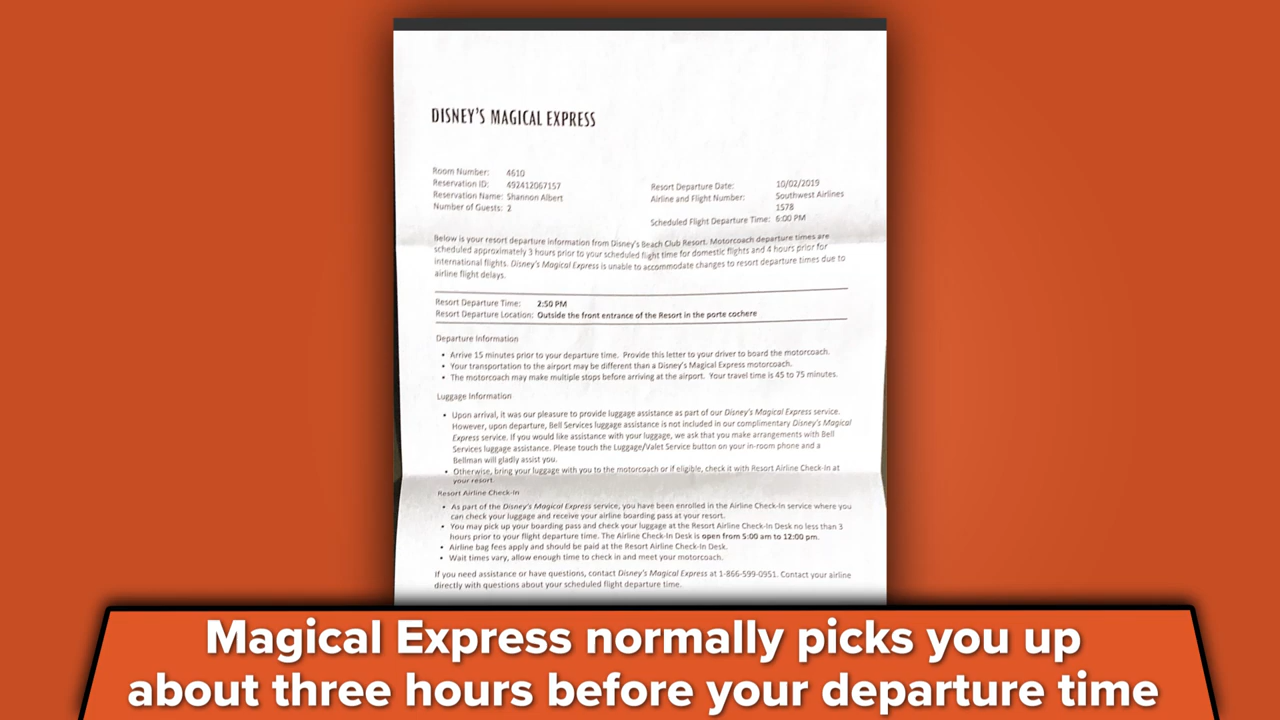 DISNEY'S MAGICAL EXPRESS
Room Number: 4610
Reservation ID: 492412067157
Reservation Name: Shannon Albert
Number of Guests: 2
Resort Departure Date: 10/02/2019
Airline and Flight Number: Southwest Airlines
1578
Scheduled Flight Departure Time: 6:00 PM
Below is your resort departure information from Disney's Beach Club Resort. Motorcoach departure times are
scheduled approximately 3 hours prior to your scheduled flight time for domestic flights and 4 hours prior for
international flights. Disney's Magical Express is unable to accommodate changes to resort departure times due to
airline flight delays.
Resort Departure Time: 2:50 PM
Resort Departure Location: Outside the front entrance of the Resort in the porte cochere
Departure Information
• Arrive 15 minutes prior to your departure time. Provide this letter to your driver to board the motorcoach.
• Your transportation to the airport may be different than a Disney's Magical Express motorcoach.
• The motorcoach may make multiple stops before arriving at the airport. Your travel time is 45 to 75 minutes.
Luggage Information
• Upon arrival, it was our pleasure to provide luggage assistance as part of our Disney's Magical Express service.
However, upon departure, Bell Services luggage assistance is not included in our complimentary Disney's Magical
Express service. If you would like assistance with your luggage, we ask that you make arrangements with Bell
Services luggage assistance. Please touch the Luggage/Valet Service button on your in-room phone and a
Bellman will gladly assist you.
• Otherwise, bring your luggage with you to the motorcoach or if eligible, check it with Resort Airline Check-In at
your resort.
Resort Airline Check-In
• As part of the Disney's Magical Express service, you have been enrolled in the Airline Check-In service where you
can check your luggage and receive your airline boarding pass at your resort.
• You may pick up your boarding pass and check your luggage at the Resort Airline Check-In Desk no less than 3
hours prior to your flight departure time. The Airline Check-In Desk is open from 5:00 am to 12:00 pm.
• Airline bag fees apply and should be paid at the Resort Airline Check-In Desk.
• Wait times vary, allow enough time to check in and meet your motorcoach.
If you need assistance or have questions, contact Disney's Magical Express at 1-866-599-0951. Contact your airline
directly with questions about your scheduled flight departure time.
Magical Express normally picks you up
about three hours before your departure time